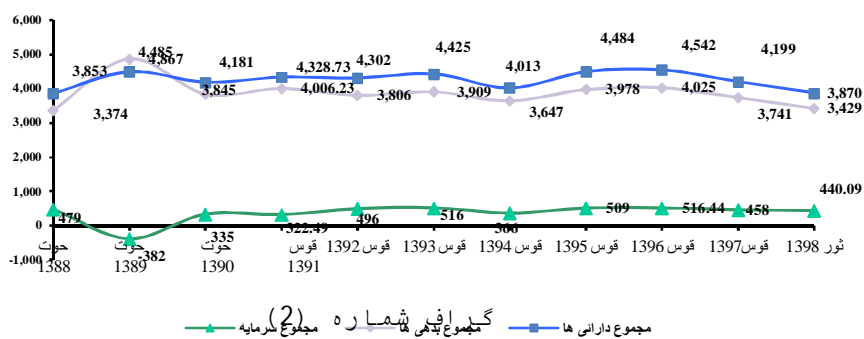 6,000
5,000
4,000
3,000
2,000
1,000
0
-1,000
3,853 4,485 4,181 4,328.73 4,302 4,425 4,013 4,484 4,542 4,199 3,870
3,374 4,867 3,845 4,006.23 3,806 3,909 3,647 3,978 4,025 3,741 3,429
479 -382 335 322.49 496 516 366 509 516.44 458 440.09
حوت 1388
حوت 1389
حوت 1390
قوس 1391
قوس 1392
قوس 1393
قوس 1394
قوس 1395
قوس 1396
قوس1397
ثور 1398
مجموع دارائی ها
مجموع بدهی ها
مجموع سرمایه
گراف شماره (2)